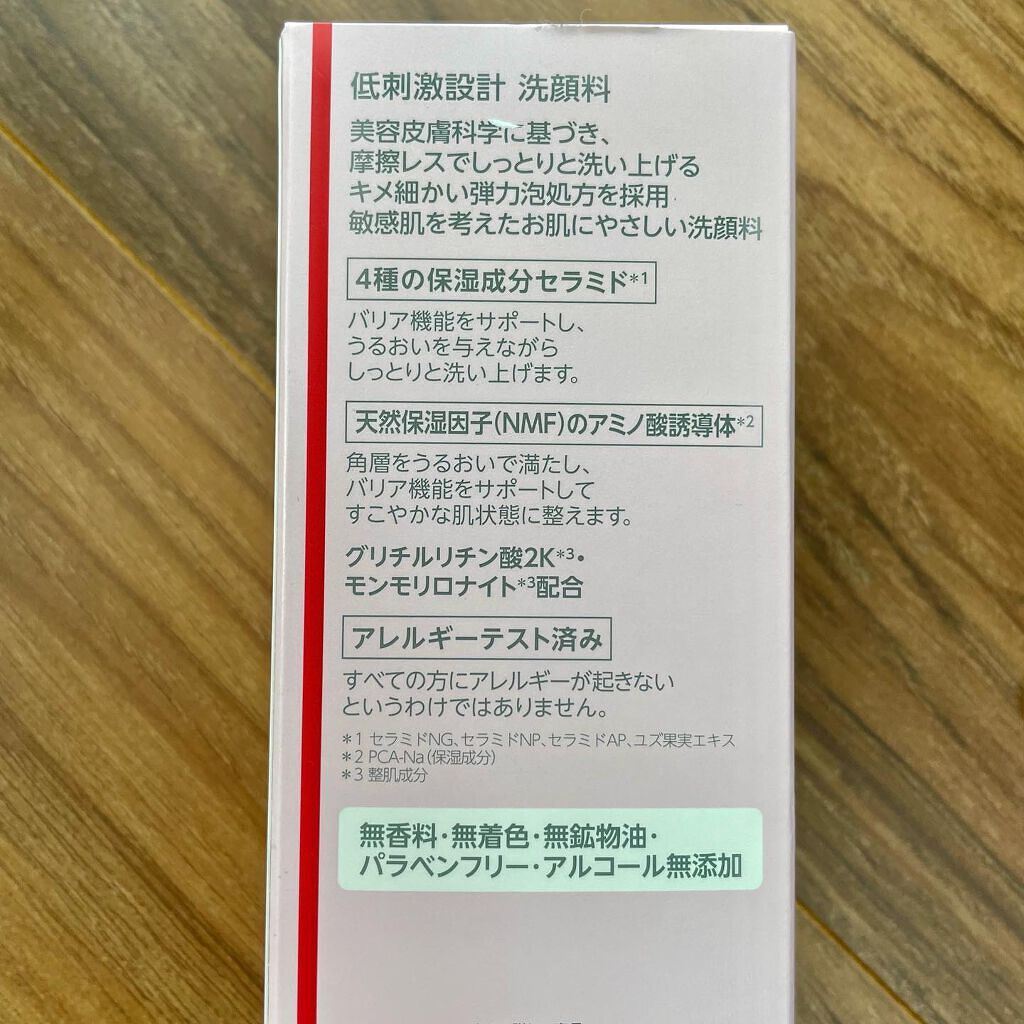 低刺激設計 洗顔料
美容皮膚科学に基づき、
摩擦レスでしっとりと洗い上げる
キメ細かい弾力泡処方を採用
敏感肌を考えたお肌にやさしい洗顔料
4種の保湿成分セラミド*1
バリア機能をサポートし、
うるおいを与えながら
しっとりと洗い上げます。
天然保湿因子(NMF)のアミノ酸誘導体*2
角層をうるおいで満たし、
バリア機能をサポートして
すこやかな肌状態に整えます。
グリチルリチン酸2K*3・
モンモリロナイト*3配合
アレルギーテスト済み
すべての方にアレルギーが起きない
というわけではありません。
*1 セラミドNG、セラミドNP、セラミドAP、ユズ果実エキス
*2 PCA-Na(保湿成分)
*3 整肌成分
無香料・無着色・無鉱物油・
パラベンフリー・アルコール無添加